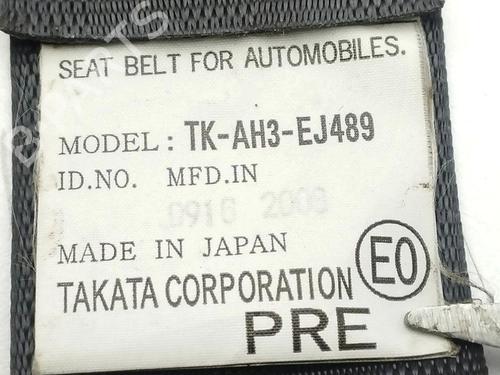 SEAT BELT FOR AUTOMOBILES.
MODEL: TK-AH3-EJ489
ID.NO. MFD.IN
0916
MADE IN JAPAN
TAKATA CORPORATION E0
PRE